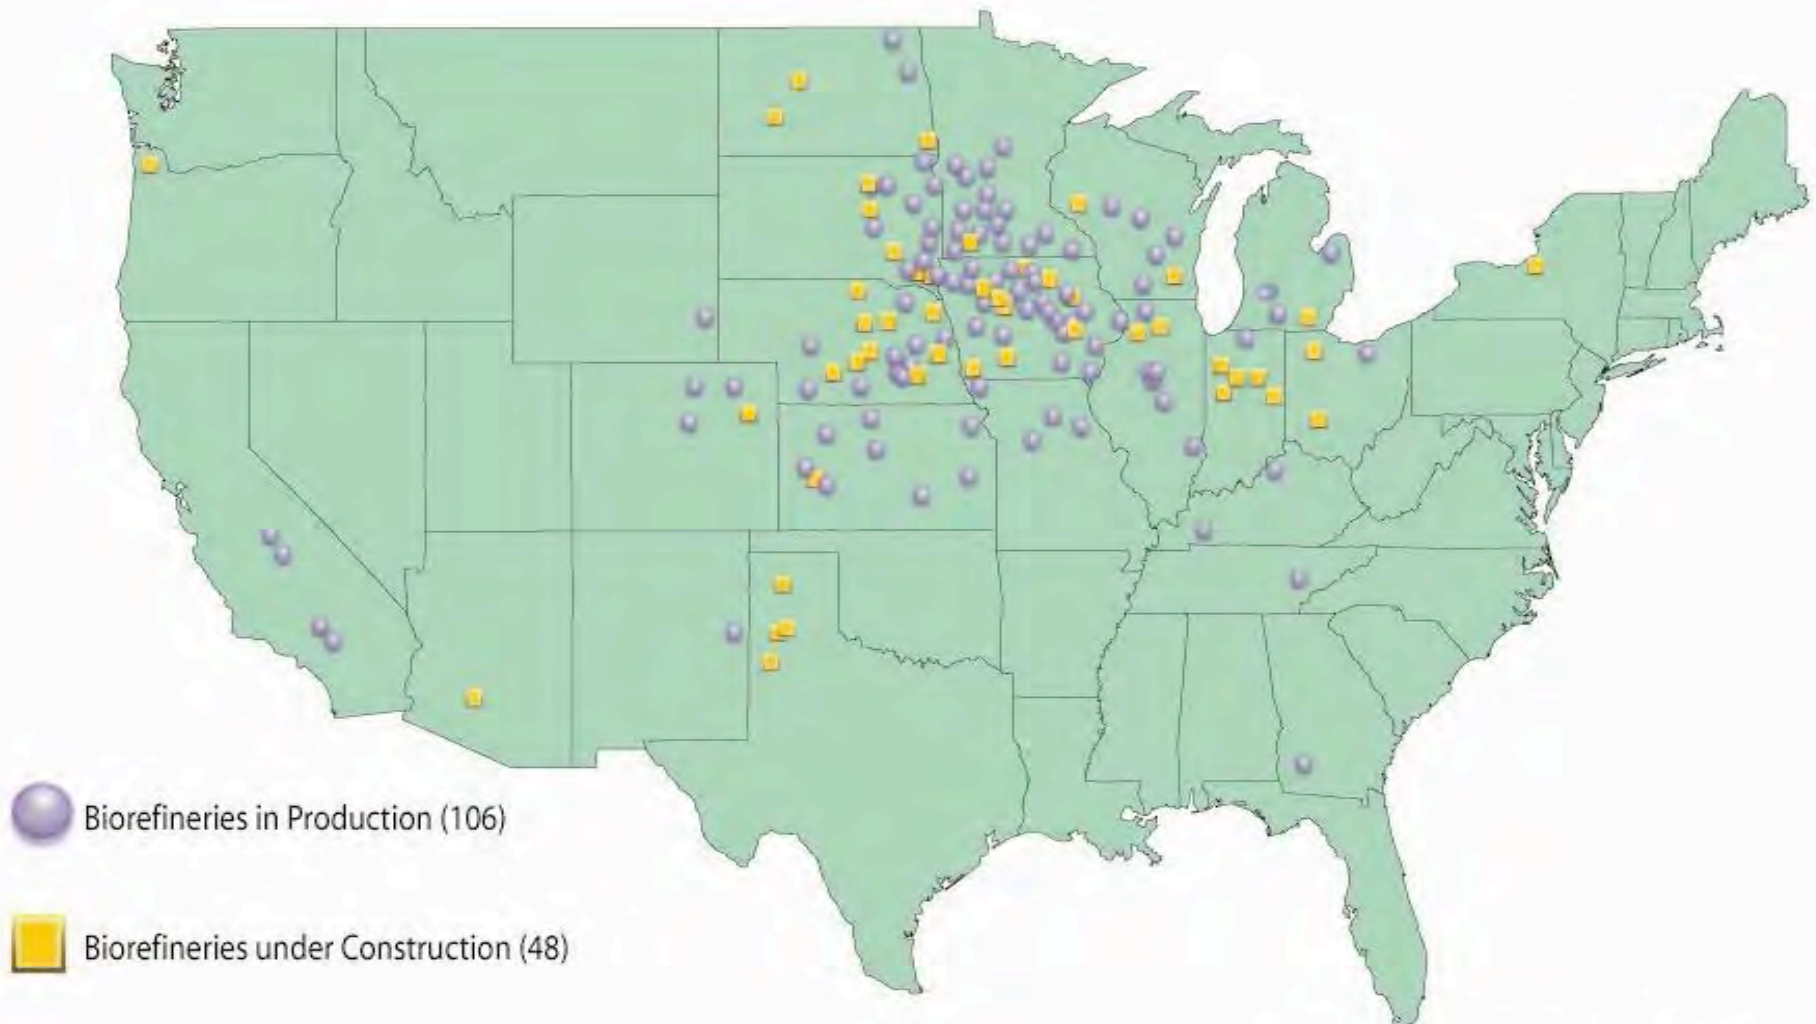 Biorefineries in Production (106)
Biorefineries under Construction (48)